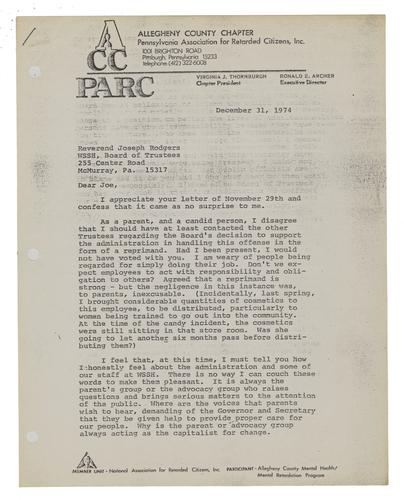 ALLEGHENY COUNTY CHAPTER
Pennsylvania Association for Retarded Citizens, Inc.
1001 BRIGHTON ROAD
Pittsburgh, Pennsylvania 15233
Telephone: (412) 322-6008
ACC
PARC
VIRGINIA J. THORNBURGH
Chapter President
RONALD E. ARCHER
Executive Director
December 31, 1974
Reverend Joseph Rodgers
WSSH, Board of Trustees
255 Center Road
McMurray, Pa. 15317
Dear Joe,
I appreciate your letter of November 29th and
confess that it came as no surprise to me.
As a parent, and a candid person, I disagree
that I should have at least contacted the other
Trustees regarding the Board's decision to support
the administration in handling this offense in the
form of a reprimand. Had I been present, I would
not have voted with you. I am weary of people being
regarded for simply doing their job. Don't we ex-
pect employees to act with responsibility and obli-
gation to others? Agreed that a reprimand is
strong - but the negligence in this instance was,
to parents, inexcusable. (Incidentally, last spring,
I brought considerable quantities of cosmetics to
this employee, to be distributed, particularly to
women being trained to go out into the community.
At the time of the candy incident, the cosmetics
were still sitting in that store room. Was she
going to let another six months pass before distri-
buting them?)
I feel that, at this time, I must tell you how
I honestly feel about the administration and some of
our staff at WSSH. There is no way I can couch these
words to make them pleasant. It is always the
parent's group or the advocacy group who raises
questions and brings serious matters to the attention
of the public. Where are the voices that parents
wish to hear, demanding of the Governor and Secretary
that they be given help to provide proper care for
our people. Why is the parent or advocacy group
always acting as the capitalist for change.
MEMBER UNIT - National Association for Retarded Citizens, Inc. PARTICIPANT - Allegheny County Mental Health/
Mental Retardation Program